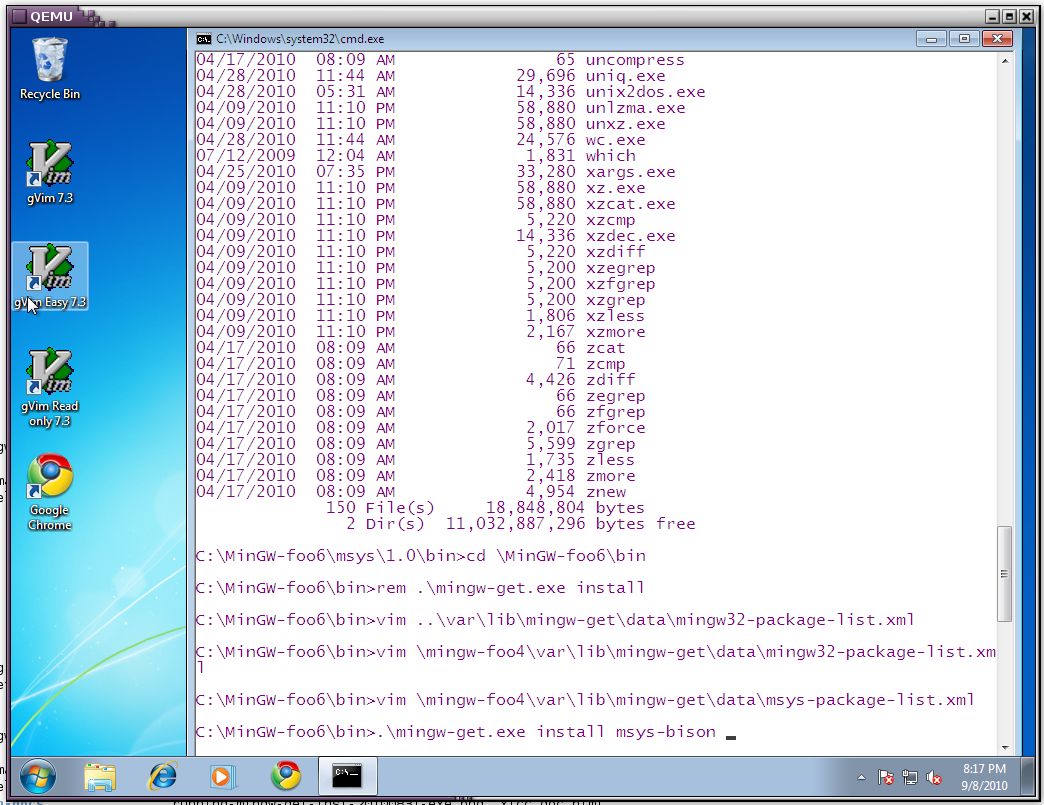 QEMU
Recycle Bin
gVim 7.3
gVim Easy 7.3
gVim Read
only 7.3
Google
Chrome
C:\Windows\system32\cmd.exe
04/17/2010  08:09 AM                65 uncompress
04/28/2010  11:44 AM            29,696 uniq.exe
04/28/2010  05:31 AM            14,336 unix2dos.exe
04/09/2010  11:10 PM            58,880 unlzma.exe
04/09/2010  11:10 PM            58,880 unxz.exe
04/28/2010  11:44 AM            24,576 wc.exe
07/12/2009  12:04 AM             1,831 which
04/25/2010  07:35 PM            33,280 xargs.exe
04/09/2010  11:10 PM            58,880 xz.exe
04/09/2010  11:10 PM            58,880 xzcat.exe
04/09/2010  11:10 PM             5,220 xzcmp
04/09/2010  11:10 PM            14,336 xzdec.exe
04/09/2010  11:10 PM             5,220 xzdiff
04/09/2010  11:10 PM             5,200 xzegrep
04/09/2010  11:10 PM             5,200 xzfgrep
04/09/2010  11:10 PM             5,200 xzgrep
04/09/2010  11:10 PM             1,806 xzless
04/09/2010  11:10 PM             2,167 xzmore
04/17/2010  08:09 AM                66 zcat
04/17/2010  08:09 AM                71 zcmp
04/17/2010  08:09 AM             4,426 zdiff
04/17/2010  08:09 AM                66 zegrep
04/17/2010  08:09 AM                66 zfgrep
04/17/2010  08:09 AM             2,017 zforce
04/17/2010  08:09 AM             5,599 zgrep
04/17/2010  08:09 AM             1,735 zless
04/17/2010  08:09 AM             2,418 zmore
04/17/2010  08:09 AM             4,954 znew
150 File(s)     18,848,804 bytes
2 Dir(s)  11,032,887,296 bytes free
C:\MinGW-foo6\msys\1.0\bin>cd \MinGW-foo6\bin
C:\MinGW-foo6\bin>rem .\mingw-get.exe install
C:\MinGW-foo6\bin>vim ..\var\lib\mingw-get\data\mingw32-package-list.xml
C:\MinGW-foo6\bin>vim \mingw-foo4\var\lib\mingw-get\data\mingw32-package-list.xm
l
C:\MinGW-foo6\bin>vim \mingw-foo4\var\lib\mingw-get\data\msys-package-list.xml
C:\MinGW-foo6\bin>.\mingw-get.exe install msys-bison _
8:17 PM
9/8/2010